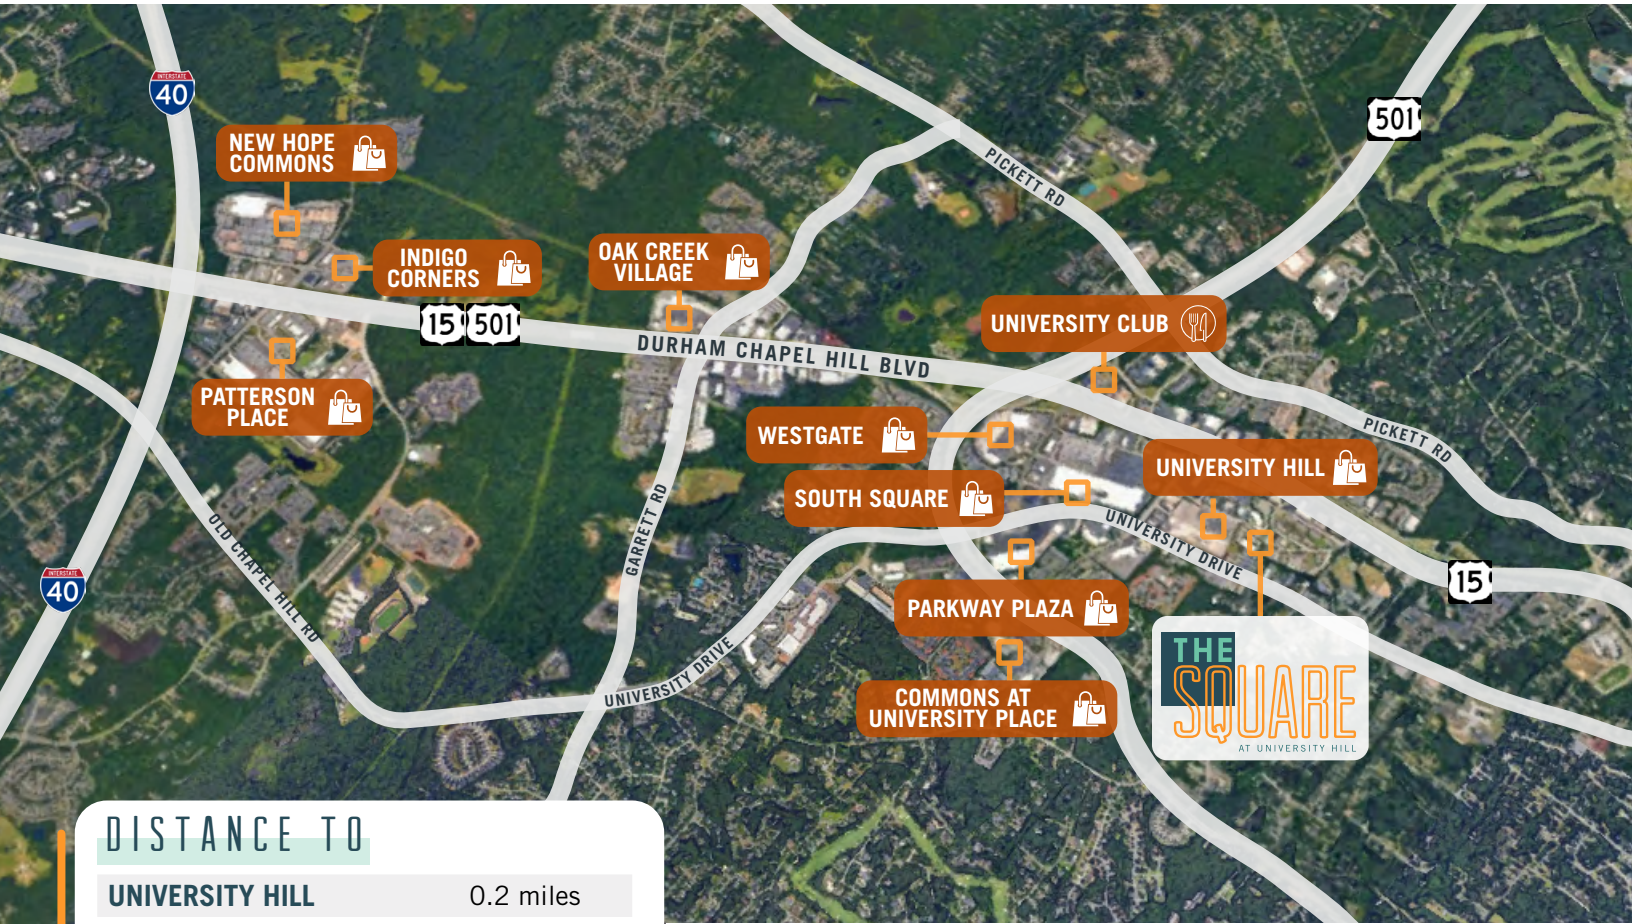 INTERSTATE
40
501
NEW HOPE
COMMONS
PICKETT RD
INDIGO
CORNERS
OAK CREEK
VILLAGE
15 501
UNIVERSITY CLUB
DURHAM CHAPEL HILL BLVD
PATTERSON
PLACE
WESTGATE
PICKETT RD
UNIVERSITY HILL
SOUTH SQUARE
GARRETT RD
OLD CHAPEL HILL RD
UNIVERSITY DRIVE
INTERSTATE
40
15
PARKWAY PLAZA
UNIVERSITY DRIVE
THE
SQUARE
AT UNIVERSITY HILL
COMMONS AT
UNIVERSITY PLACE
DISTANCE TO
UNIVERSITY HILL 0.2 miles